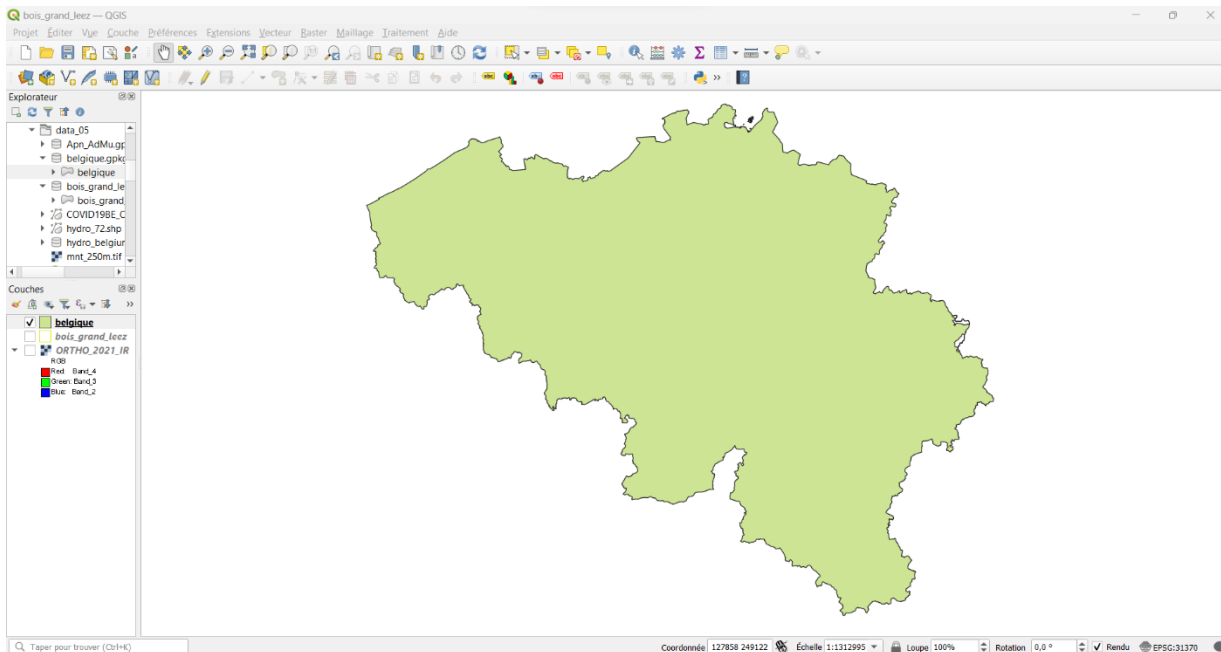 bois_grand_leez — QGIS
Projet Éditer Vue Couche Préférences Extensions Vecteur Raster Maillage Traitement Aide
Explorateur
data_05
Apn_AdMu.gp
belgique.gpkg
belgique
bois_grand_le
bois_grand_
COVID19BE_C
hydro_72.shp
hydro_belgiur
mnt_250m.tif
Couches
belgique
bois_grand_leez
ORTHO_2021_IR
RGB
Red: Band_4
Green: Band_3
Blue: Band_2
Taper pour trouver (Ctrl+K) Coordonnée 127858 249122 Échelle 1:1312995 Loupe 100% Rotation 0,0 ° Rendu EPSG:31370